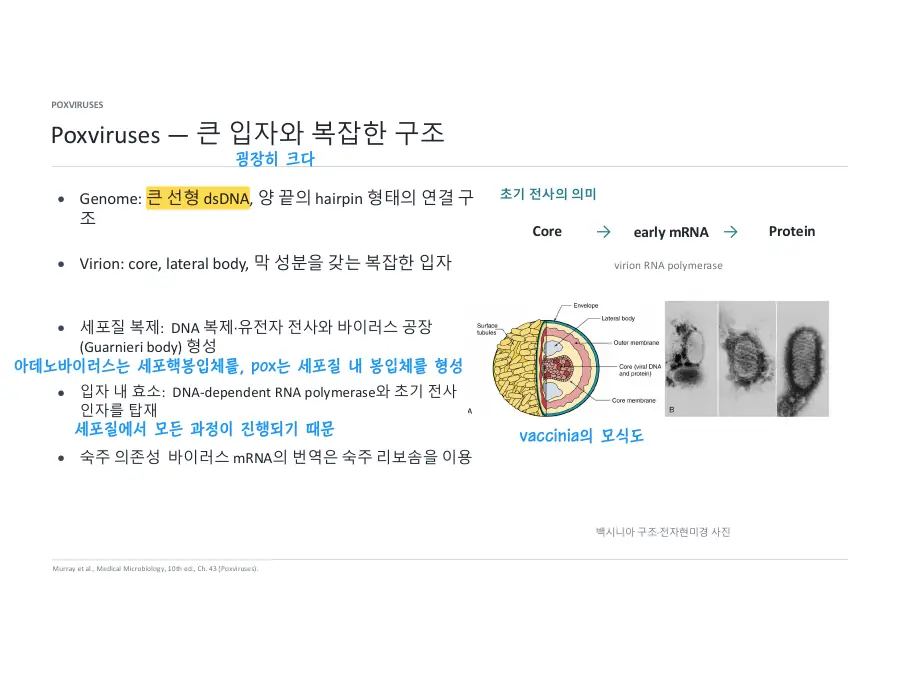 POXVIRUSES
Poxviruses — 큰 입자와 복잡한 구조
굉장히 크다
• Genome: 큰 선형 dsDNA, 양 끝의 hairpin 형태의 연결 구
조
• Virion: core, lateral body, 막 성분을 갖는 복잡한 입자
• 세포질 복제: DNA 복제·유전자 전사와 바이러스 공장
(Guarnieri body) 형성
아데노바이러스는 세포핵봉입체를, pox는 세포질 내 봉입체를 형성
• 입자 내 효소: DNA-dependent RNA polymerase와 초기 전사
인자를 탑재
세포질에서 모든 과정이 진행되기 때문
• 숙주 의존성 바이러스 mRNA의 번역은 숙주 리보솜을 이용
초기 전사의 의미
Core → early mRNA → Protein
virion RNA polymerase
Envelope
Surface
tubules
Lateral body
Outer membrane
Core (viral DNA
and protein)
Core membrane
A
B
vaccinia의 모식도
백시니아 구조·전자현미경 사진
Murray et al., Medical Microbiology, 10th ed., Ch. 43 (Poxviruses).